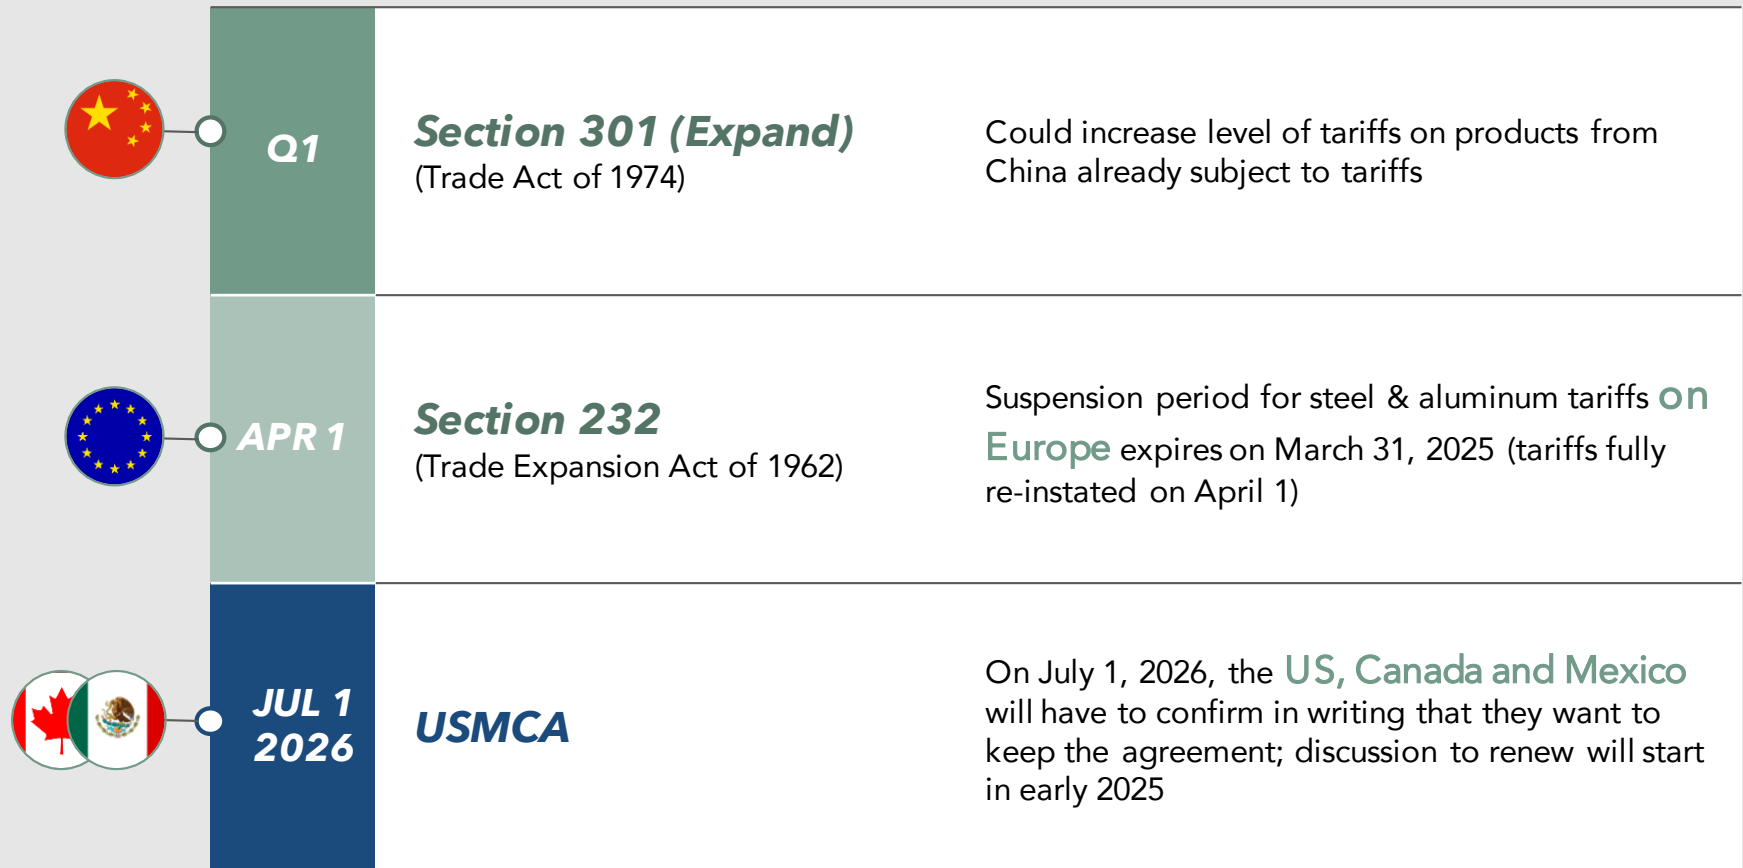 Q1
Section 301 (Expand)
(Trade Act of 1974)
Could increase level of tariffs on products from
China already subject to tariffs
APR 1
Section 232
(Trade Expansion Act of 1962)
Suspension period for steel & aluminum tariffs on
Europe expires on March 31, 2025 (tariffs fully
re-instated on April 1)
JUL 1
2026
USMCA
On July 1, 2026, the US, Canada and Mexico
will have to confirm in writing that they want to
keep the agreement; discussion to renew will start
in early 2025